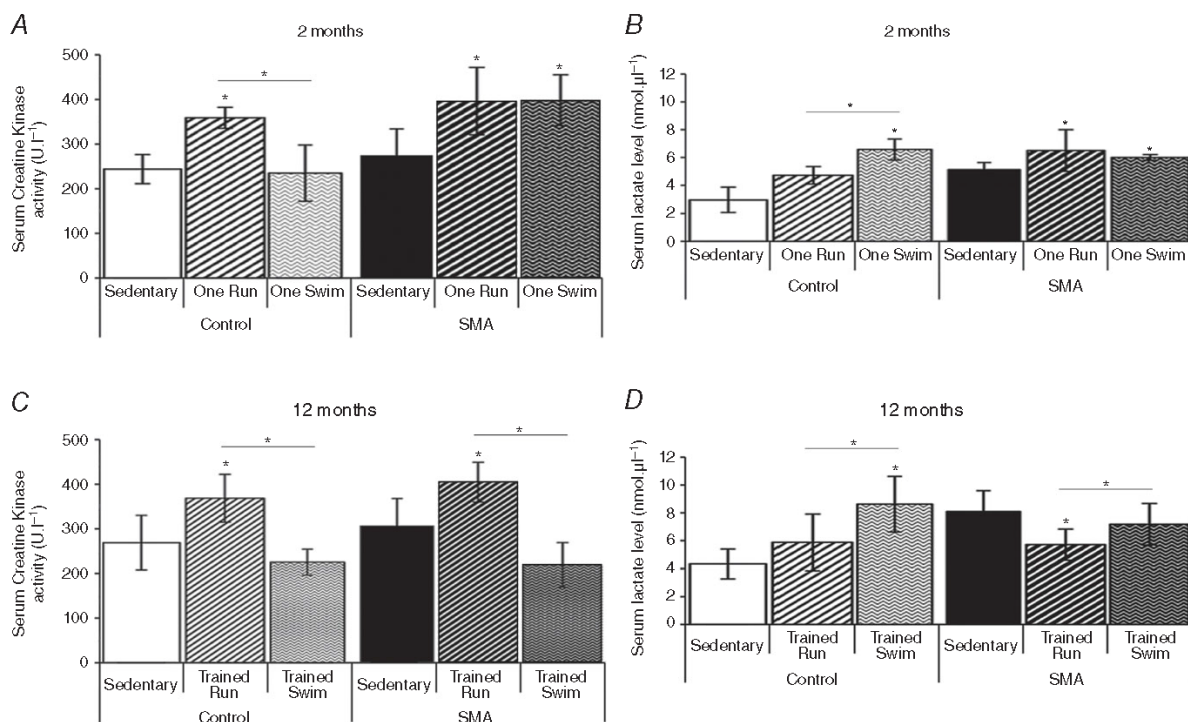 A
2 months
Serum Creatine Kinase
activity (U.l⁻¹)
500
400
300
200
100
0
*
*
*
*
Sedentary One Run One Swim Sedentary One Run One Swim
Control SMA
B
2 months
Serum lactate level (nmol.µl⁻¹)
12
10
8
6
4
2
0
*
*
*
*
Sedentary One Run One Swim Sedentary One Run One Swim
Control SMA
C
12 months
Serum Creatine Kinase
activity (U.l⁻¹)
500
400
300
200
100
0
*
*
*
*
Sedentary Trained Run Trained Swim Sedentary Trained Run Trained Swim
Control SMA
D
12 months
Serum lactate level (nmol.µl⁻¹)
12
10
8
6
4
2
0
*
*
*
*
Sedentary Trained Run Trained Swim Sedentary Trained Run Trained Swim
Control SMA